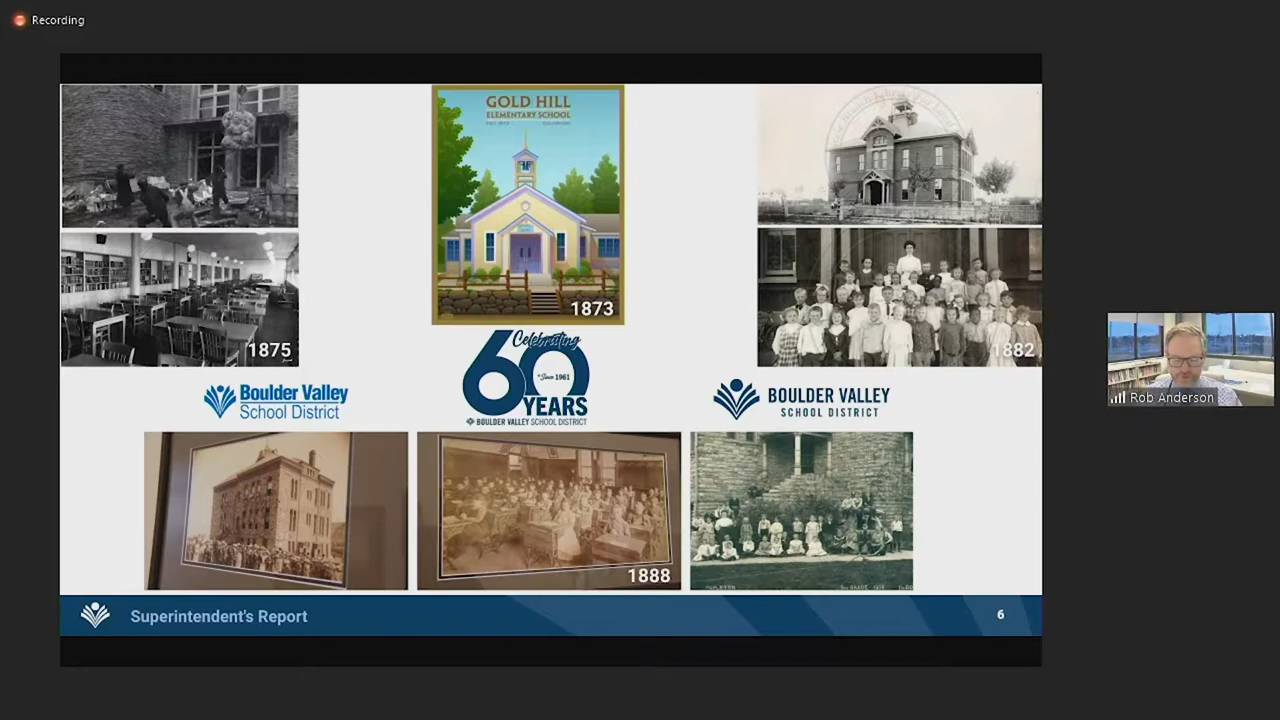 Recording
GOLD HILL
ELEMENTARY SCHOOL
1873
1875
1882
Celebrating
60
Since 1961
YEARS
BOULDER VALLEY SCHOOL DISTRICT
Boulder Valley
School District
BOULDER VALLEY
SCHOOL DISTRICT
1888
Rob Anderson
Superintendent's Report
6